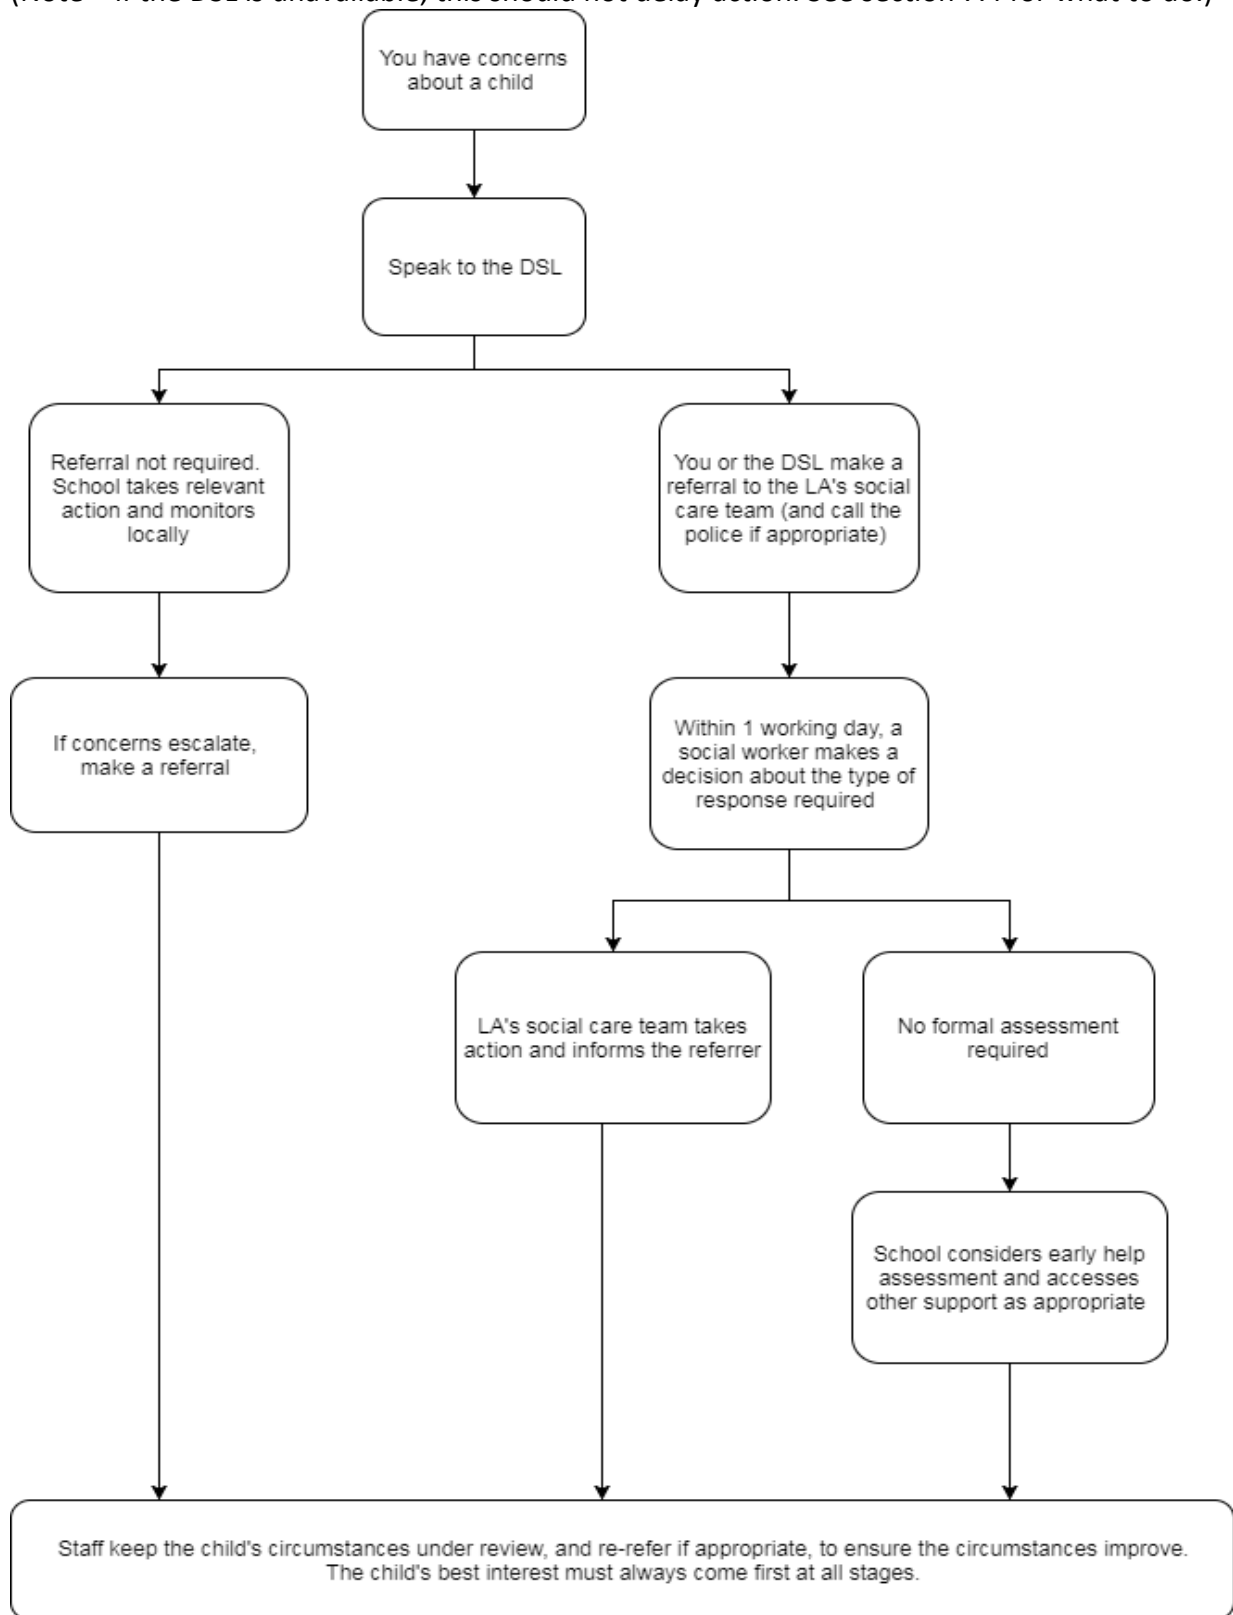 You have concerns
about a child
Speak to the DSL
Referral not required.
School takes relevant
action and monitors
locally
You or the DSL make a
referral to the LA's social
care team (and call the
police if appropriate)
If concerns escalate,
make a referral
Within 1 working day, a
social worker makes a
decision about the type of
response required
LA's social care team takes
action and informs the referrer
No formal assessment
required
School considers early help
assessment and accesses
other support as appropriate
Staff keep the child's circumstances under review, and re-refer if appropriate, to ensure the circumstances improve.
The child's best interest must always come first at all stages.